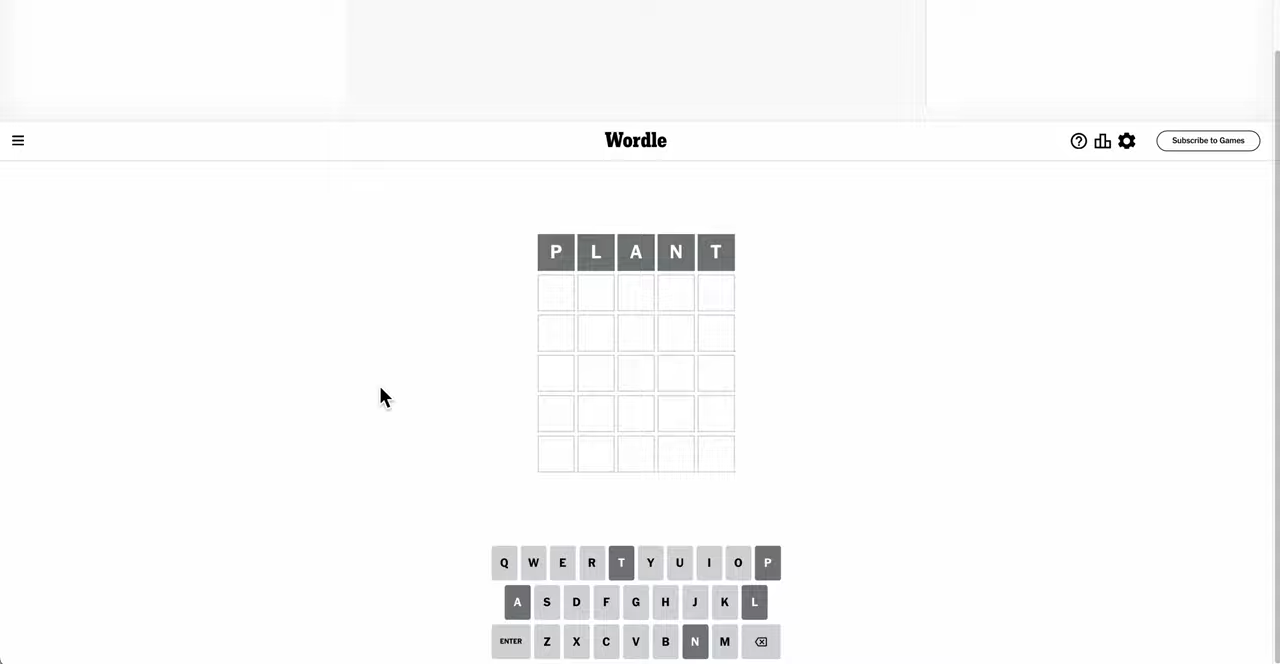 Wordle
Subscribe to Games
P L A N T
Q W E R T Y U I O P
A S D F G H J K L
ENTER Z X C V B N M